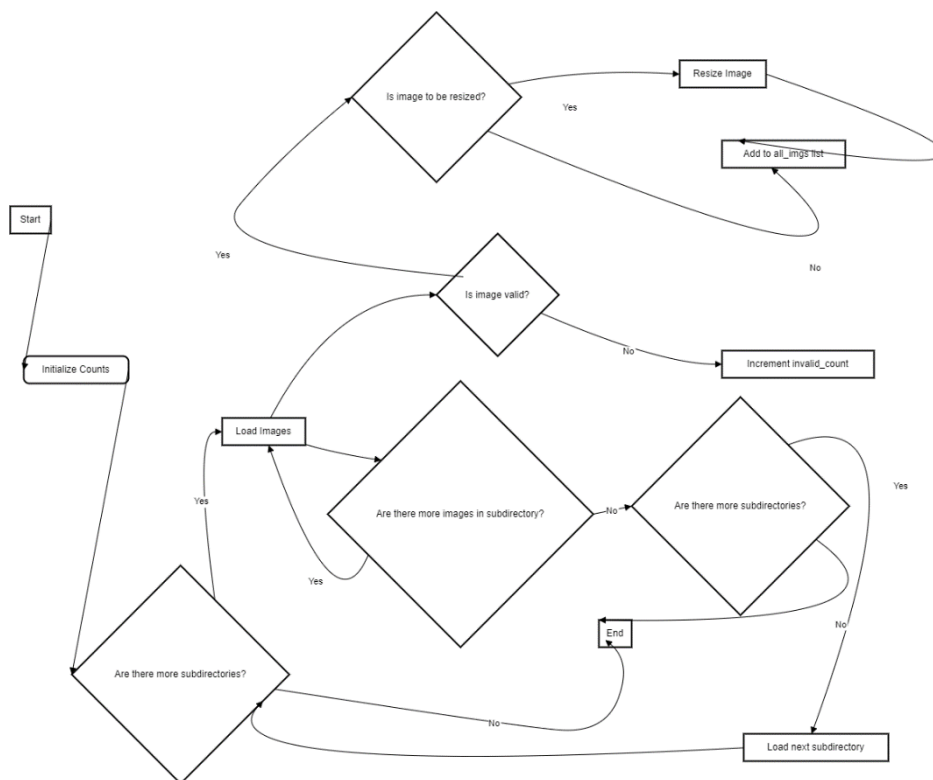 Is image to be resized?
Resize Image
Yes
Add to all_imgs list
Start
Yes
No
Is image valid?
No
Initialize Counts
Increment invalid_count
Load Images
Yes
Are there more images in subdirectory?
No
Are there more subdirectories?
Yes
Yes
End
No
Are there more subdirectories?
No
Load next subdirectory